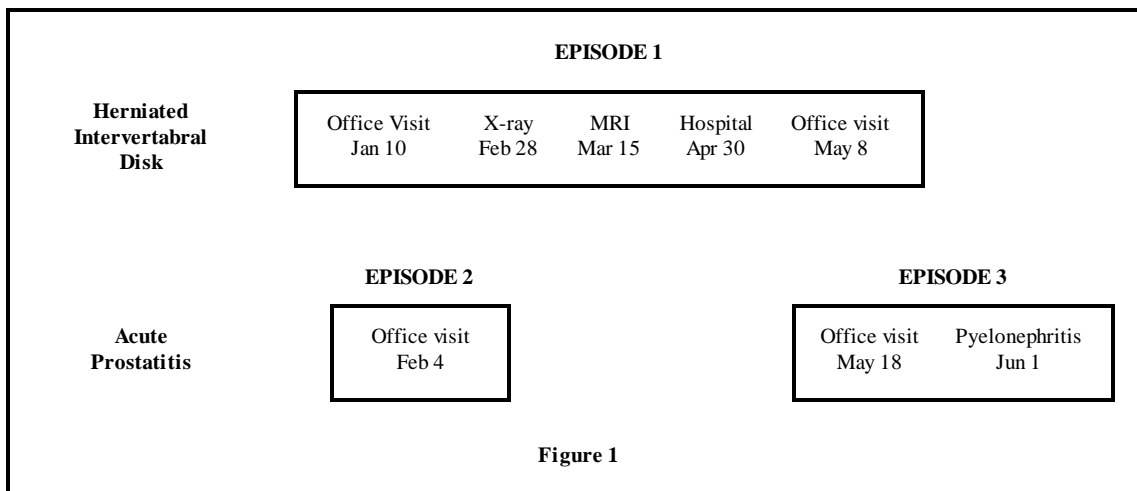 EPISODE 1
Herniated
Intervertabral
Disk
Office Visit
Jan 10
X-ray
Feb 28
MRI
Mar 15
Hospital
Apr 30
Office visit
May 8
EPISODE 2
EPISODE 3
Acute
Prostatitis
Office visit
Feb 4
Office visit
May 18
Pyelonephritis
Jun 1
Figure 1